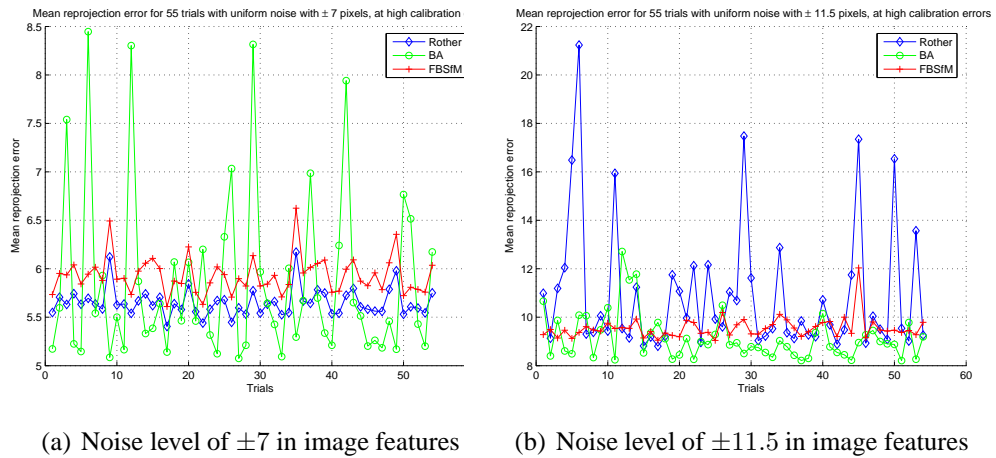 Mean reprojection error for 55 trials with uniform noise with ± 7 pixels, at high calibration
8.5
8
7.5
7
6.5
6
5.5
5
Mean reprojection error
0 10 20 30 40 50
Trials
Rother
BA
FBSfM
Mean reprojection error for 55 trials with uniform noise with ± 11.5 pixels, at high calibration errors
22
20
18
16
14
12
10
8
Mean reprojection error
0 10 20 30 40 50 60
Trials
Rother
BA
FBSfM
(a) Noise level of ±7 in image features
(b) Noise level of ±11.5 in image features